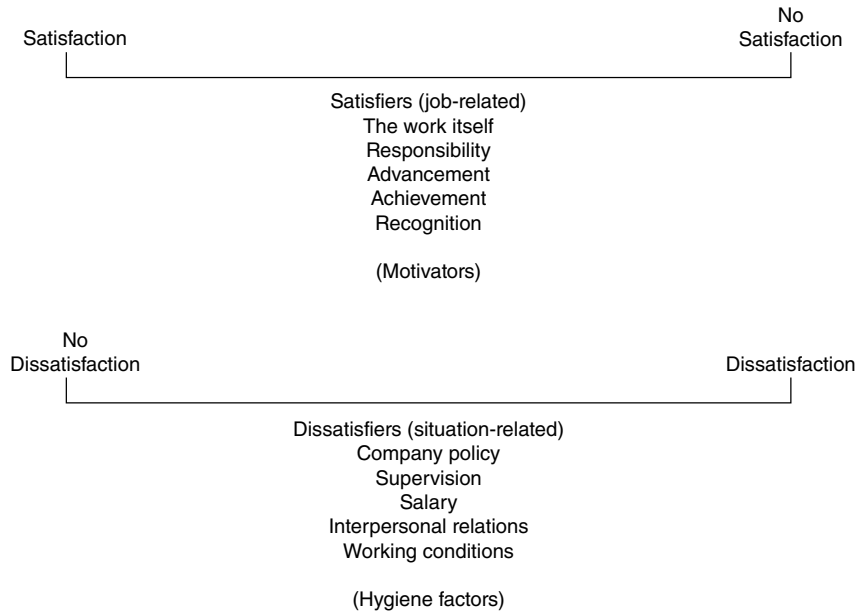 Satisfaction
No
Satisfaction
Satisfiers (job-related)
The work itself
Responsibility
Advancement
Achievement
Recognition
(Motivators)
No
Dissatisfaction
Dissatisfaction
Dissatisfiers (situation-related)
Company policy
Supervision
Salary
Interpersonal relations
Working conditions
(Hygiene factors)